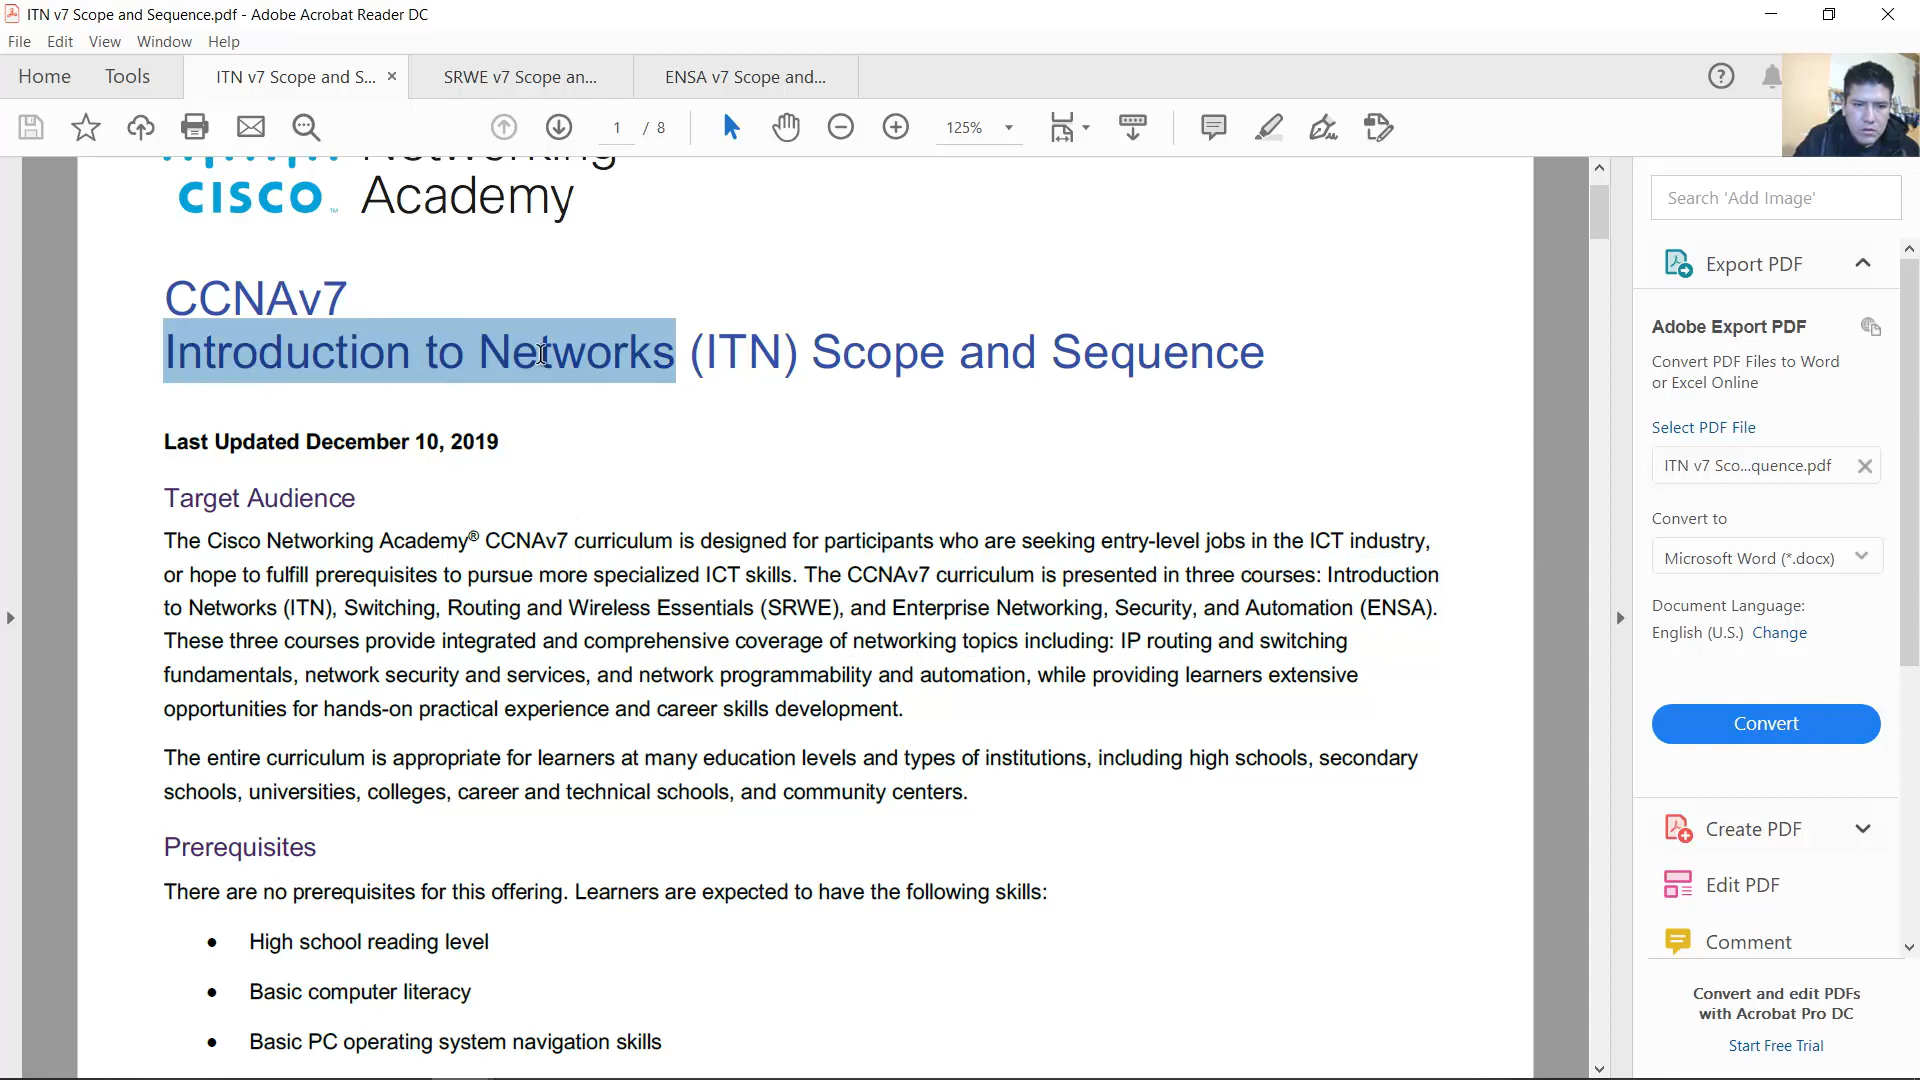 ITN v7 Scope and Sequence.pdf - Adobe Acrobat Reader DC
File Edit View Window Help
Home Tools ITN v7 Scope and S... × SRWE v7 Scope an... ENSA v7 Scope and...
1 / 8 125%
Networking
CISCO™ Academy
CCNAv7
Introduction to Networks (ITN) Scope and Sequence
Last Updated December 10, 2019
Target Audience
The Cisco Networking Academy® CCNAv7 curriculum is designed for participants who are seeking entry-level jobs in the ICT industry,
or hope to fulfill prerequisites to pursue more specialized ICT skills. The CCNAv7 curriculum is presented in three courses: Introduction
to Networks (ITN), Switching, Routing and Wireless Essentials (SRWE), and Enterprise Networking, Security, and Automation (ENSA).
These three courses provide integrated and comprehensive coverage of networking topics including: IP routing and switching
fundamentals, network security and services, and network programmability and automation, while providing learners extensive
opportunities for hands-on practical experience and career skills development.
The entire curriculum is appropriate for learners at many education levels and types of institutions, including high schools, secondary
schools, universities, colleges, career and technical schools, and community centers.
Prerequisites
There are no prerequisites for this offering. Learners are expected to have the following skills:
● High school reading level
● Basic computer literacy
● Basic PC operating system navigation skills
Search 'Add Image'
Export PDF
Adobe Export PDF
Convert PDF Files to Word
or Excel Online
Select PDF File
ITN v7 Sco...quence.pdf
Convert to
Microsoft Word (*.docx)
Document Language:
English (U.S.) Change
Convert
Create PDF
Edit PDF
Comment
Convert and edit PDFs
with Acrobat Pro DC
Start Free Trial